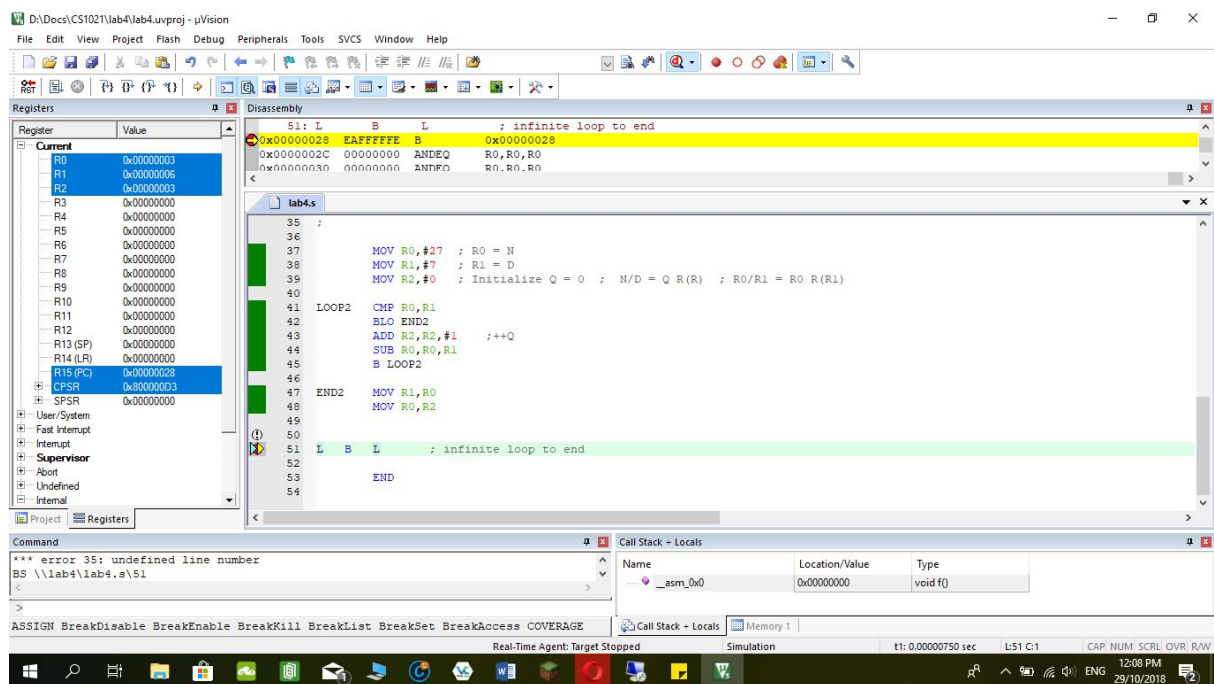 D:\Docs\CS1021\lab4\lab4.uvproj - µVision
File Edit View Project Flash Debug Peripherals Tools SVCS Window Help
Registers
Register Value
Current
R0 0x00000003
R1 0x00000006
R2 0x00000003
R3 0x00000000
R4 0x00000000
R5 0x00000000
R6 0x00000000
R7 0x00000000
R8 0x00000000
R9 0x00000000
R10 0x00000000
R11 0x00000000
R12 0x00000000
R13 (SP) 0x00000000
R14 (LR) 0x00000000
R15 (PC) 0x00000028
CPSR 0x800000D3
SPSR 0x00000000
User/System
Fast Interrupt
Interrupt
Supervisor
Abort
Undefined
Internal
Project Registers
Disassembly
51: L B L ; infinite loop to end
0x00000028 EAFFFFFE B 0x00000028
0x0000002C 00000000 ANDEQ R0,R0,R0
0x00000030 00000000 ANDEQ R0,R0,R0
lab4.s
35 ;
36
37 MOV R0,#27 ; R0 = N
38 MOV R1,#7 ; R1 = D
39 MOV R2,#0 ; Initialize Q = 0 ; N/D = Q R(R) ; R0/R1 = R0 R(R1)
40
41 LOOP2 CMP R0,R1
42 BLO END2
43 ADD R2,R2,#1 ;++Q
44 SUB R0,R0,R1
45 B LOOP2
46
47 END2 MOV R1,R0
48 MOV R0,R2
49
50
51 L B L ; infinite loop to end
52
53 END
54
Command
*** error 35: undefined line number
BS \\lab4\lab4.s\51
>
ASSIGN BreakDisable BreakEnable BreakKill BreakList BreakSet BreakAccess COVERAGE
Call Stack + Locals
Name Location/Value Type
__asm_0x0 0x00000000 void f()
Call Stack + Locals Memory 1
Real-Time Agent: Target Stopped Simulation t1: 0.00000750 sec L:51 C:1 CAP NUM SCRL OVR R/W
ENG 12:08 PM
29/10/2018